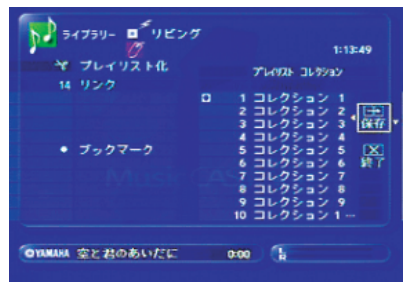 ライブラリー リビング
1:13:49
プレイリスト化
プレイリスト コレクション
14 リンク
1 コレクション 1
2 コレクション 2
3 コレクション 3
保存
4 コレクション 4
ブックマーク
5 コレクション 5
6 コレクション 6
終了
7 コレクション 7
8 コレクション 8
9 コレクション 9
10 コレクション 1
YAMAHA 空と君のあいだに 0:00 L R